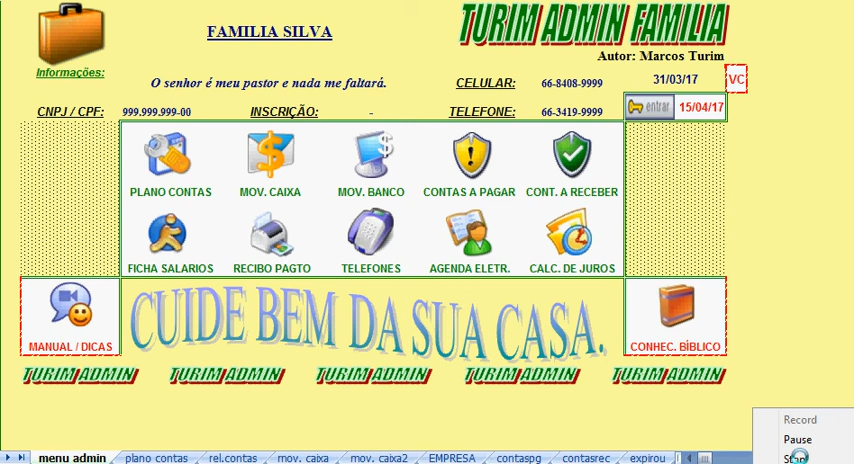 FAMILIA SILVA
TURIM ADMIN FAMILIA
Autor: Marcos Turim
Informações:
O senhor é meu pastor e nada me faltará.
CELULAR: 66-8408-9999
31/03/17 VC
CNPJ / CPF: 999.999.999-00 INSCRIÇÃO: - TELEFONE: 66-3419-9999
entrar 15/04/17
PLANO CONTAS MOV. CAIXA MOV. BANCO CONTAS A PAGAR CONT. A RECEBER
FICHA SALARIOS RECIBO PAGTO TELEFONES AGENDA ELETR. CALC. DE JUROS
MANUAL / DICAS
CUIDE BEM DA SUA CASA.
CONHEC. BÍBLICO
TURIM ADMIN TURIM ADMIN TURIM ADMIN TURIM ADMIN TURIM ADMIN
Record
Pause
Stop
menu admin plano contas rel.contas mov. caixa mov. caixa2 EMPRESA contaspg contasrec expirou